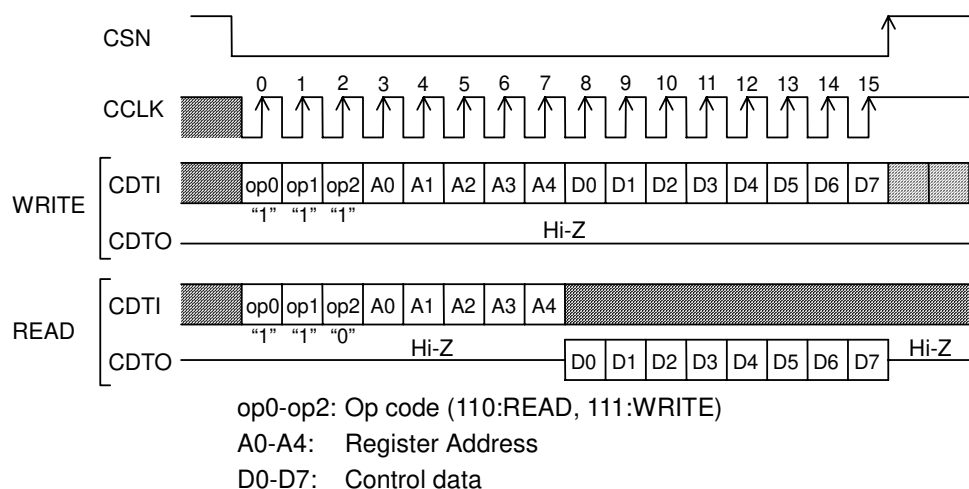 CSN
0 1 2 3 4 5 6 7 8 9 10 11 12 13 14 15
CCLK
WRITE
CDTI op0 op1 op2 A0 A1 A2 A3 A4 D0 D1 D2 D3 D4 D5 D6 D7
“1” “1” “1”
Hi-Z
CDTO
READ
CDTI op0 op1 op2 A0 A1 A2 A3 A4
“1” “1” “0”
Hi-Z Hi-Z
CDTO D0 D1 D2 D3 D4 D5 D6 D7
op0-op2: Op code (110:READ, 111:WRITE)
A0-A4: Register Address
D0-D7: Control data